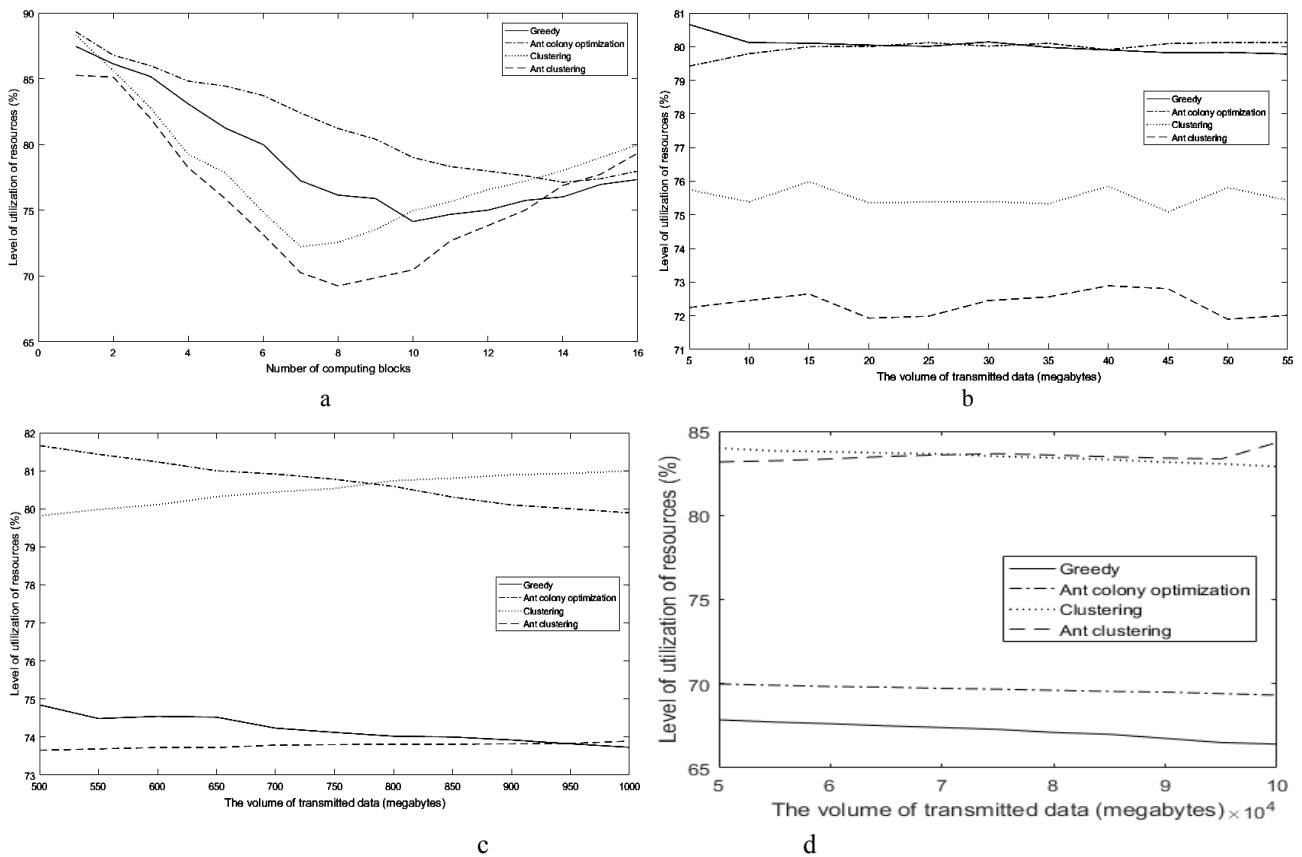 90
85
80
75
70
65
Level of utilization of resources (%)
Greedy
Ant colony optimization
Clustering
Ant clustering
0 2 4 6 8 10 12 14 16
Number of computing blocks
a
81
80
79
78
77
76
75
74
73
72
71
Level of utilization of resources (%)
Greedy
Ant colony optimization
Clustering
Ant clustering
5 10 15 20 25 30 35 40 45 50 55
The volume of transmitted data (megabytes)
b
82
81
80
79
78
77
76
75
74
73
Level of utilization of resources (%)
Greedy
Ant colony optimization
Clustering
Ant clustering
500 550 600 650 700 750 800 850 900 950 1000
The volume of transmitted data (megabytes)
c
85
80
75
70
65
Level of utilization of resources (%)
Greedy
Ant colony optimization
Clustering
Ant clustering
5 6 7 8 9 10
The volume of transmitted data (megabytes) × 10⁴
d